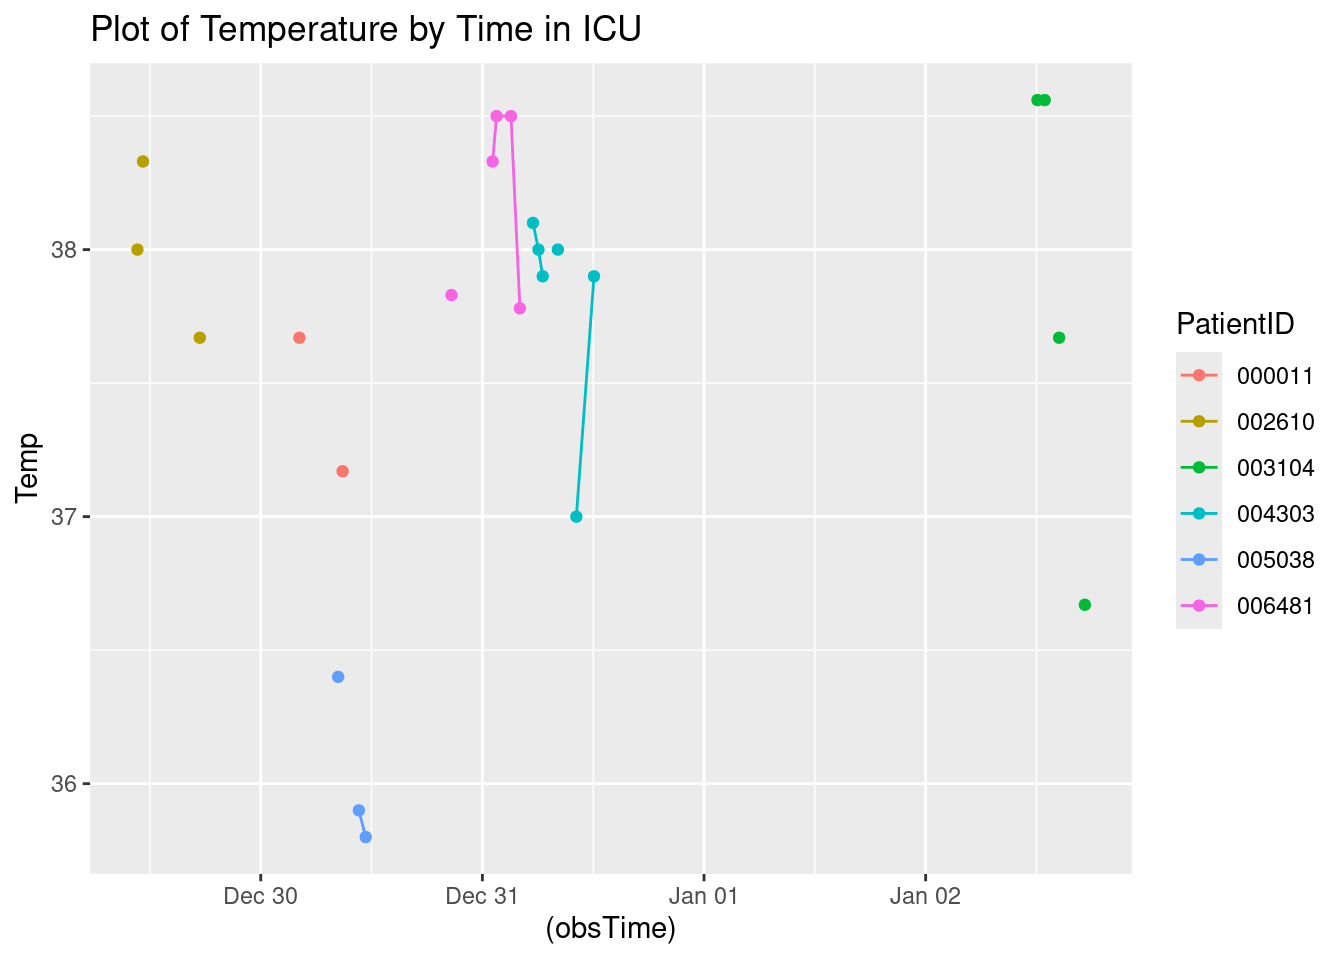 Plot of Temperature by Time in ICU
Temp
38
37
36
Dec 30 Dec 31 Jan 01 Jan 02
(obsTime)
PatientID
000011
002610
003104
004303
005038
006481